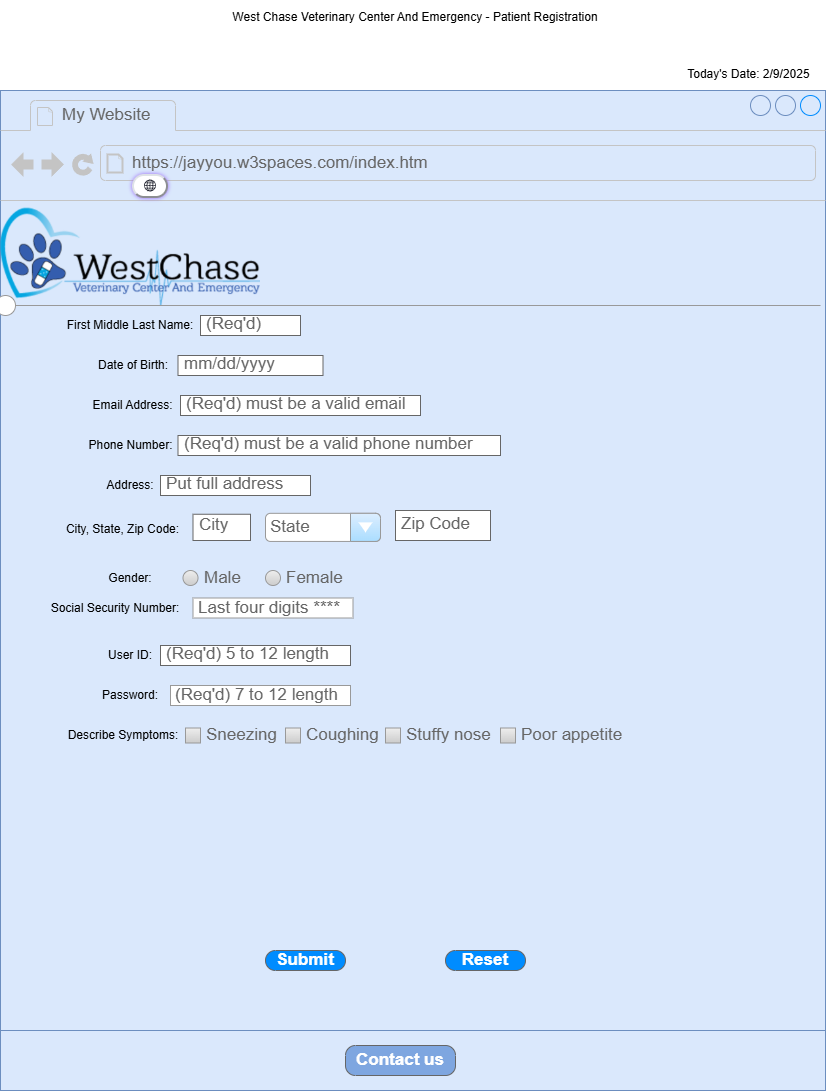 West Chase Veterinary Center And Emergency - Patient Registration
Today's Date: 2/9/2025
My Website
https://jayyou.w3spaces.com/index.htm
WestChase
Veterinary Center And Emergency
First Middle Last Name: (Req'd)
Date of Birth: mm/dd/yyyy
Email Address: (Req'd) must be a valid email
Phone Number: (Req'd) must be a valid phone number
Address: Put full address
City, State, Zip Code: City State Zip Code
Gender: Male Female
Social Security Number: Last four digits ****
User ID: (Req'd) 5 to 12 length
Password: (Req'd) 7 to 12 length
Describe Symptoms: Sneezing Coughing Stuffy nose Poor appetite
Submit Reset
Contact us